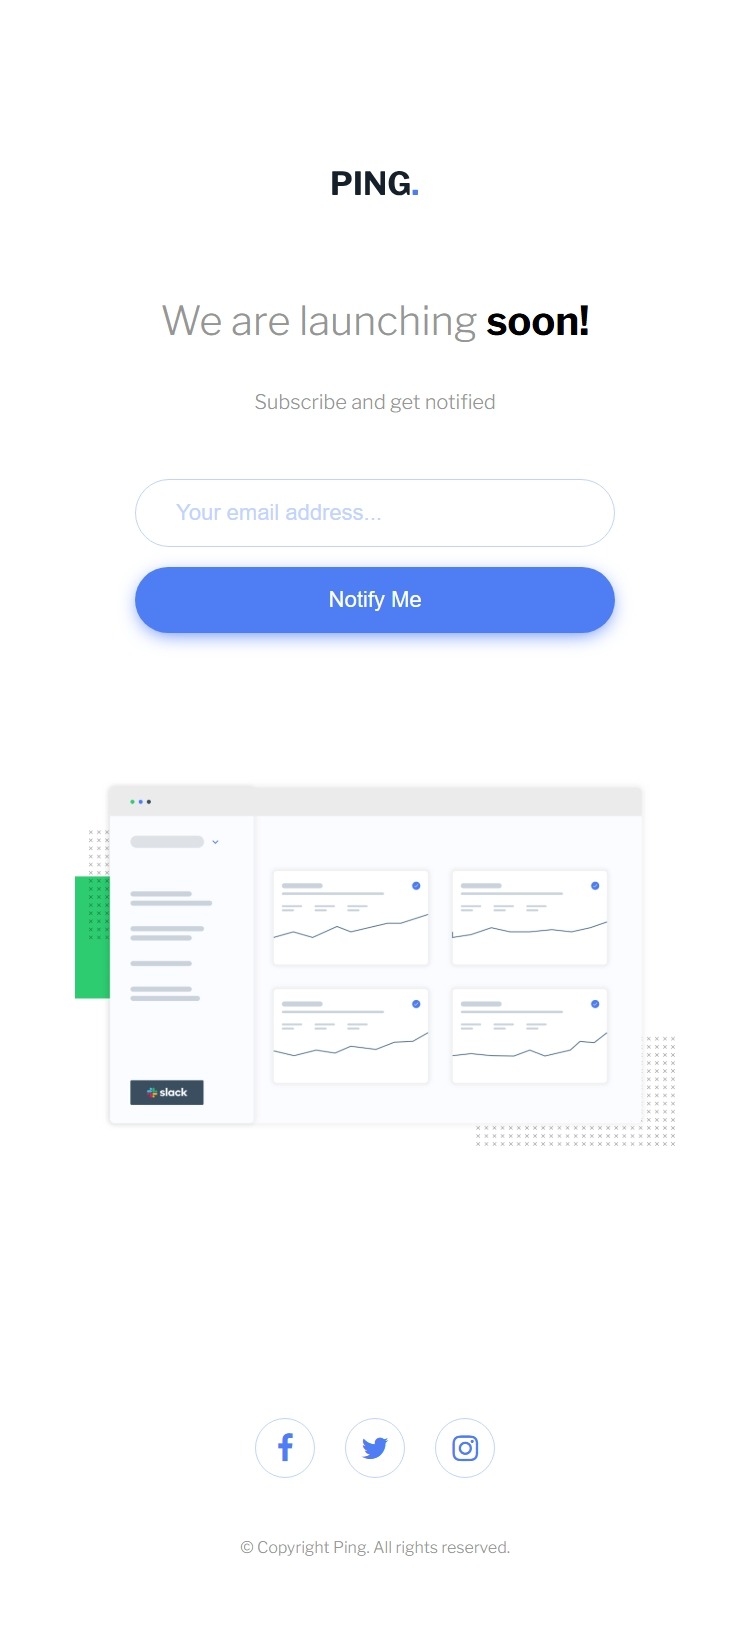 PING.
We are launching soon!
Subscribe and get notified
Your email address...
Notify Me
slack
© Copyright Ping. All rights reserved.